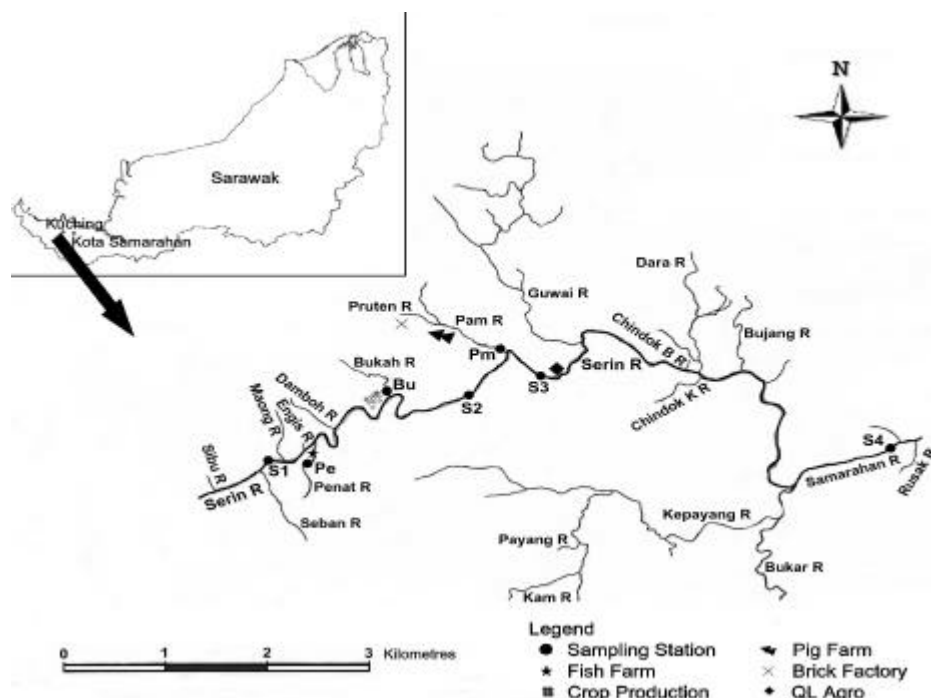 N
Sarawak
Kuching
Kota Samarahan
Dara R
Guwai R
Pruten R
Pam R
Chindok B R
Bujang R
Pm
Serin R
Bukah R
S3
Bu
Damboh R
S2
Chindok K R
Maong R
Engis R
S4
Sibu R
S1
Pe
Samarahan R
Rusak R
Serin R
Penat R
Seban R
Kepayang R
Payang R
Bukar R
Kam R
Legend
0 1 2 3 Kilometres
Sampling Station
Pig Farm
Fish Farm
Brick Factory
Crop Production
QL Agro